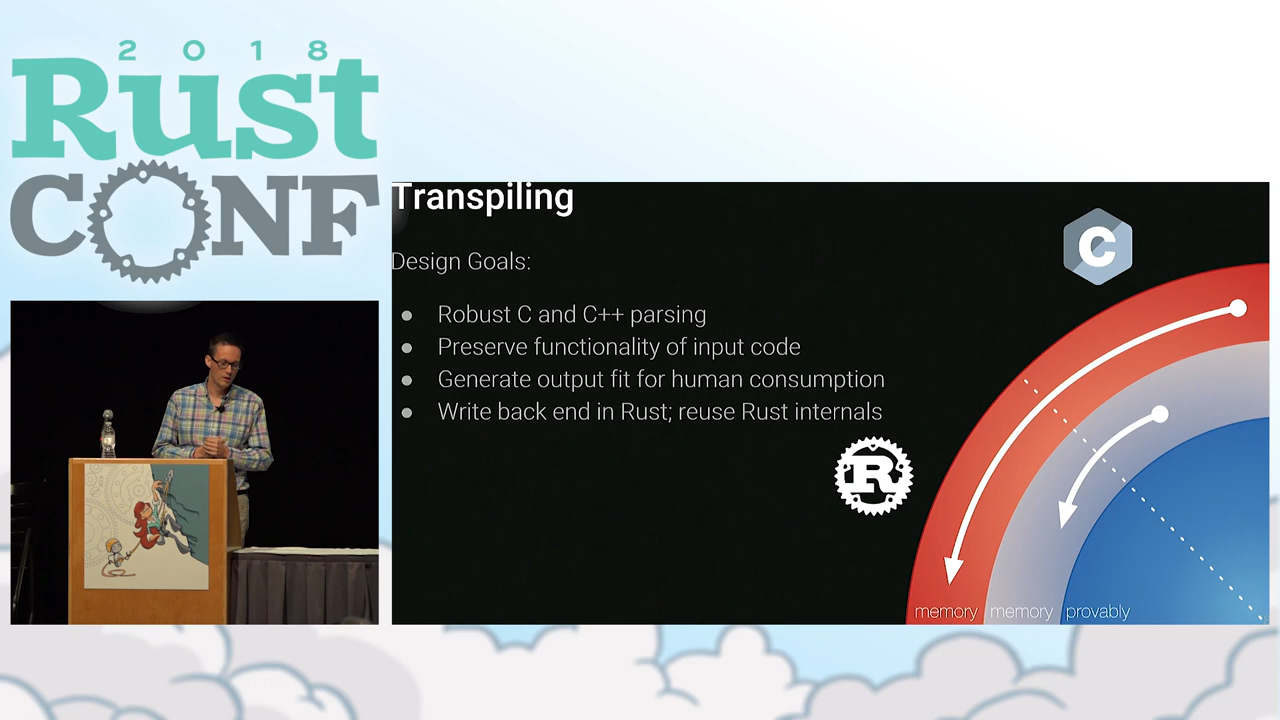 2018
Rust
CONF
Transpiling
Design Goals:
● Robust C and C++ parsing
● Preserve functionality of input code
● Generate output fit for human consumption
● Write back end in Rust; reuse Rust internals
C
R
memory memory provably